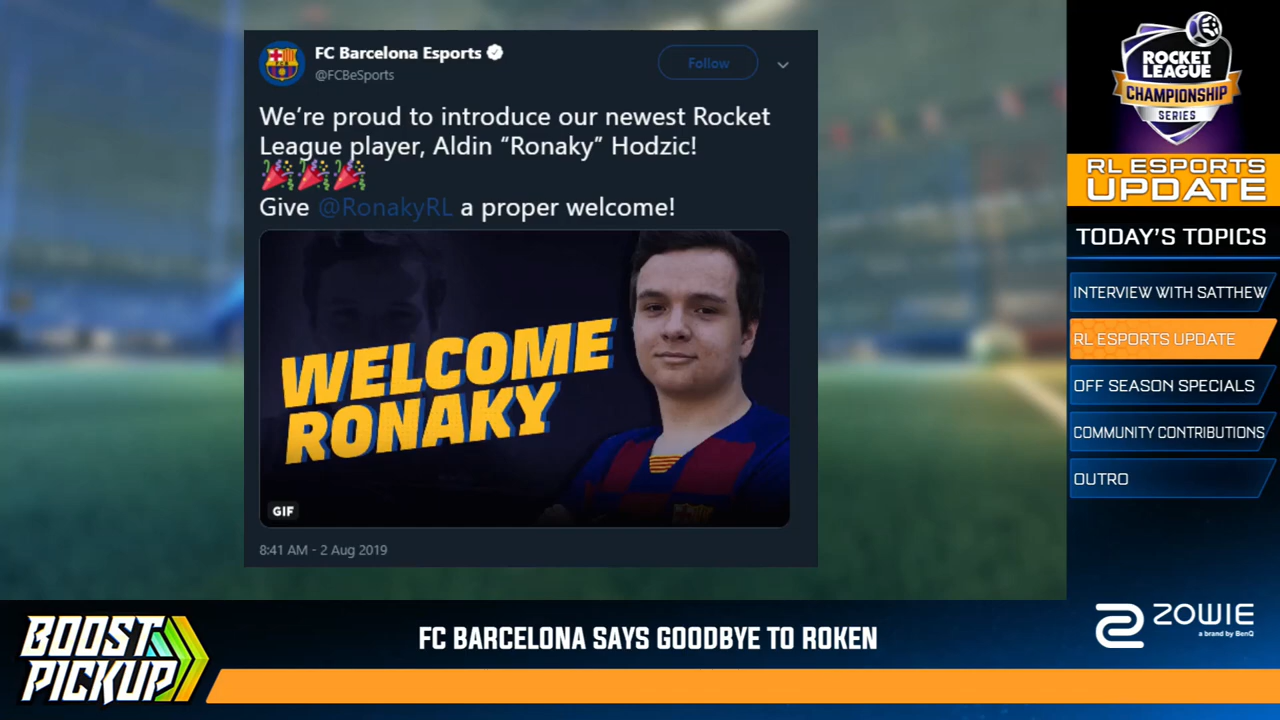 FC Barcelona Esports
@FCBeSports
Follow
We're proud to introduce our newest Rocket
League player, Aldin “Ronaky” Hodzic!
🎉🎉🎉
Give @RonakyRL a proper welcome!
WELCOME
RONAKY
GIF
8:41 AM - 2 Aug 2019
ROCKET
LEAGUE
CHAMPIONSHIP
SERIES
RL ESPORTS
UPDATE
TODAY'S TOPICS
INTERVIEW WITH SATTHEW
RL ESPORTS UPDATE
OFF SEASON SPECIALS
COMMUNITY CONTRIBUTIONS
OUTRO
BOOST
PICKUP
FC BARCELONA SAYS GOODBYE TO ROKEN
ZOWIE
a brand by BenQ